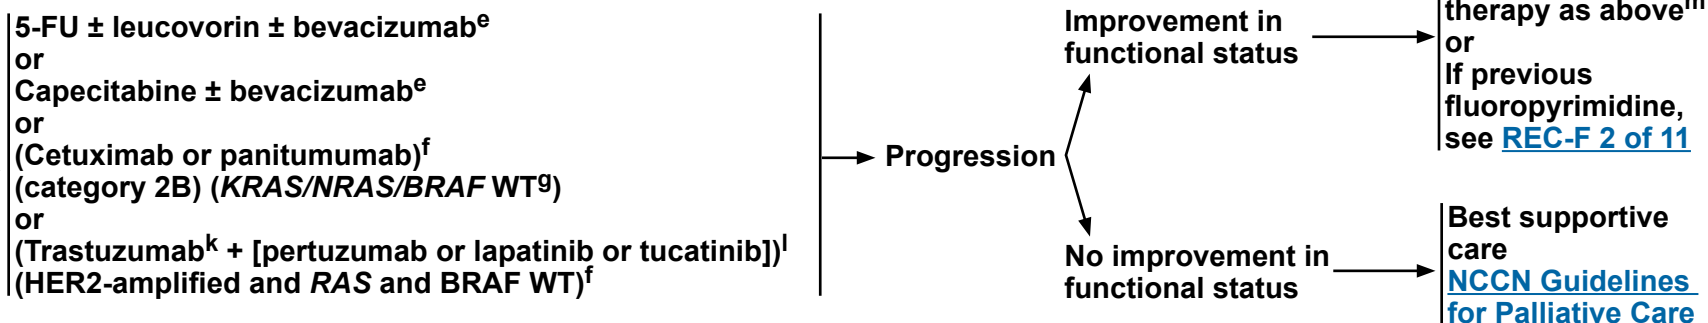 5-FU ± leucovorin ± bevacizumabᵉ
or
Capecitabine ± bevacizumabᵉ
or
(Cetuximab or panitumumab)ᶠ
(category 2B) (KRAS/NRAS/BRAF WTᵍ)
or
(Trastuzumabᵏ + [pertuzumab or lapatinib or tucatinib])ˡ
(HER2-amplified and RAS and BRAF WT)ᶠ
Progression
Improvement in
functional status
therapy as aboveᵐ
or
If previous
fluoropyrimidine,
see REC-F 2 of 11
No improvement in
functional status
Best supportive
care
NCCN Guidelines
for Palliative Care